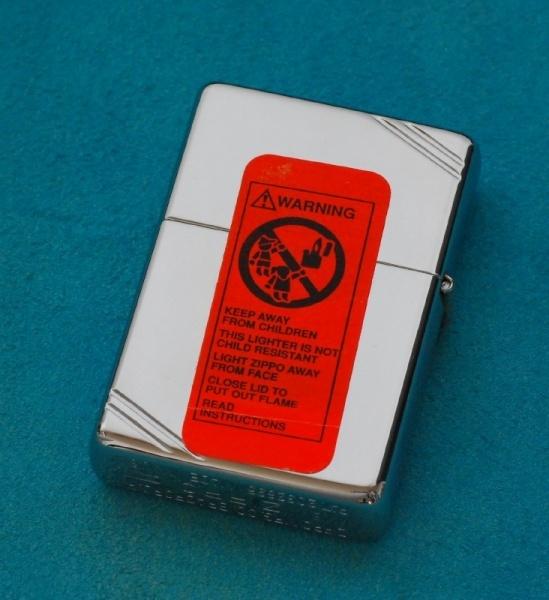 WARNING
KEEP AWAY
FROM CHILDREN
THIS LIGHTER IS NOT
CHILD RESISTANT
LIGHT ZIPPO AWAY
FROM FACE
CLOSE LID TO
PUT OUT FLAME
READ
INSTRUCTIONS